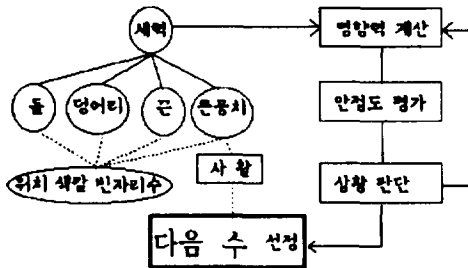 세력
영향력 계산
돌
덩어리
끈
큰뭉치
안정도 평가
위치 색깔 빈자리수
사 활
상황 판단
다음 수 선정